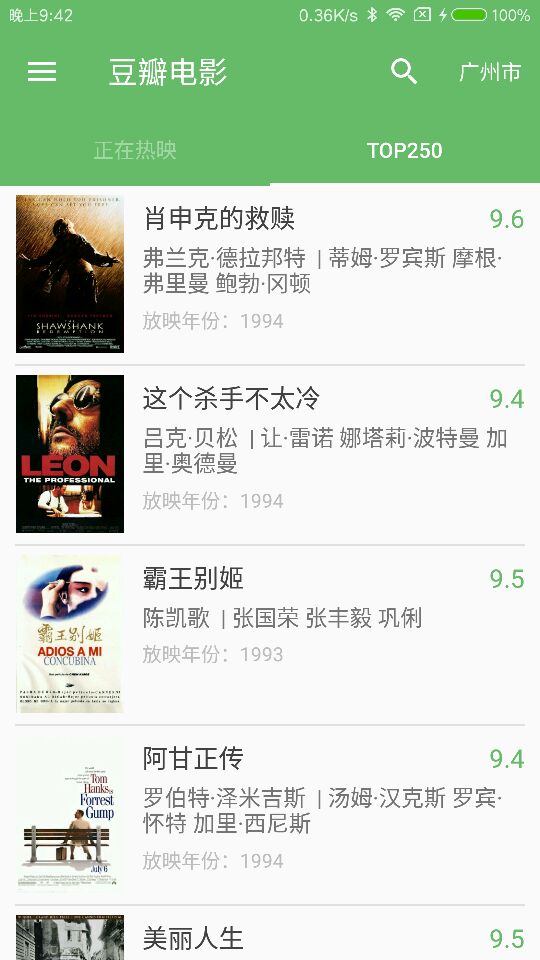 晚上9:42
0.36K/s
100%
豆瓣电影
广州市
正在热映
TOP250
肖申克的救赎
9.6
弗兰克·德拉邦特 | 蒂姆·罗宾斯 摩根·
弗里曼 鲍勃·冈顿
放映年份：1994
THE
SHAWSHANK
REDEMPTION
这个杀手不太冷
9.4
吕克·贝松 | 让·雷诺 娜塔莉·波特曼 加
里·奥德曼
放映年份：1994
LEON
THE PROFESSIONAL
霸王别姬
9.5
陈凯歌 | 张国荣 张丰毅 巩俐
放映年份：1993
霸王别姬
ADIOS A MI
CONCUBINA
阿甘正传
9.4
罗伯特·泽米吉斯 | 汤姆·汉克斯 罗宾·
怀特 加里·西尼斯
放映年份：1994
Tom
Hanks is
Forrest
Gump
July 6
美丽人生
9.5